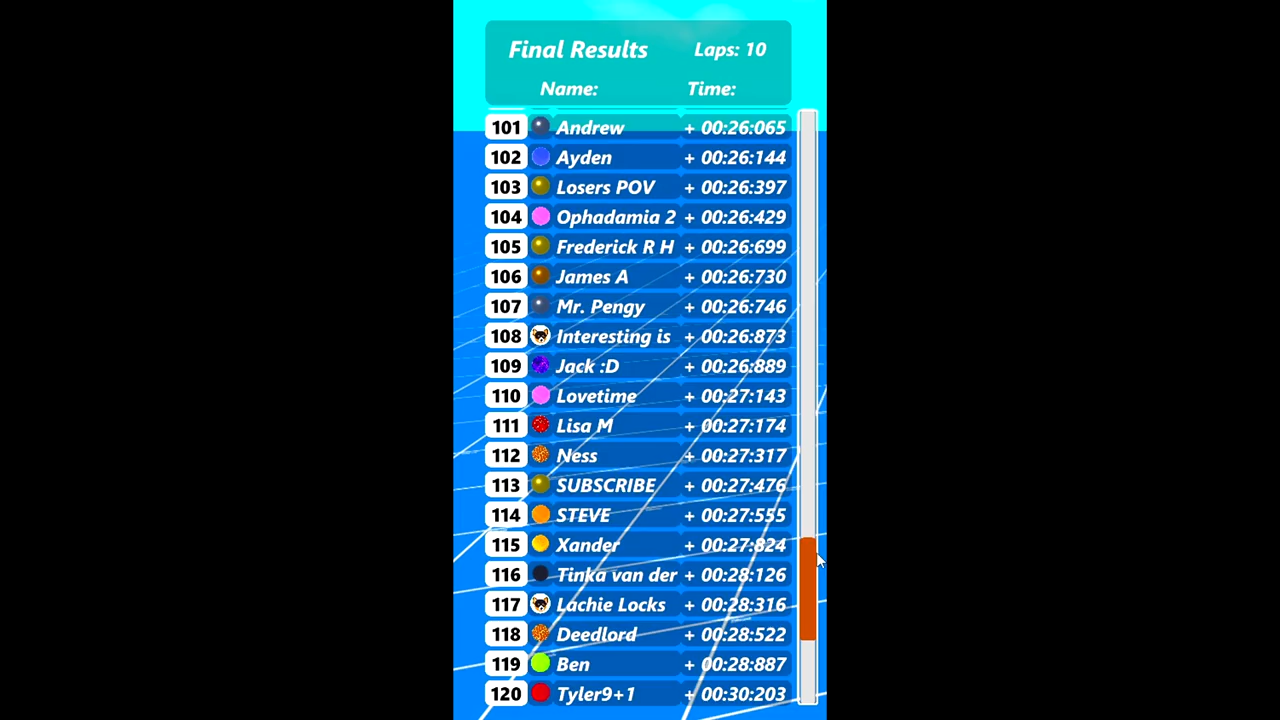 Final Results Laps: 10
Name: Time:
101 Andrew + 00:26:065
102 Ayden + 00:26:144
103 Losers POV + 00:26:397
104 Ophadamia 2 + 00:26:429
105 Frederick R H + 00:26:699
106 James A + 00:26:730
107 Mr. Pengy + 00:26:746
108 Interesting is + 00:26:873
109 Jack :D + 00:26:889
110 Lovetime + 00:27:143
111 Lisa M + 00:27:174
112 Ness + 00:27:317
113 SUBSCRIBE + 00:27:476
114 STEVE + 00:27:555
115 Xander + 00:27:824
116 Tinka van der + 00:28:126
117 Lachie Locks + 00:28:316
118 Deedlord + 00:28:522
119 Ben + 00:28:887
120 Tyler9+1 + 00:30:203